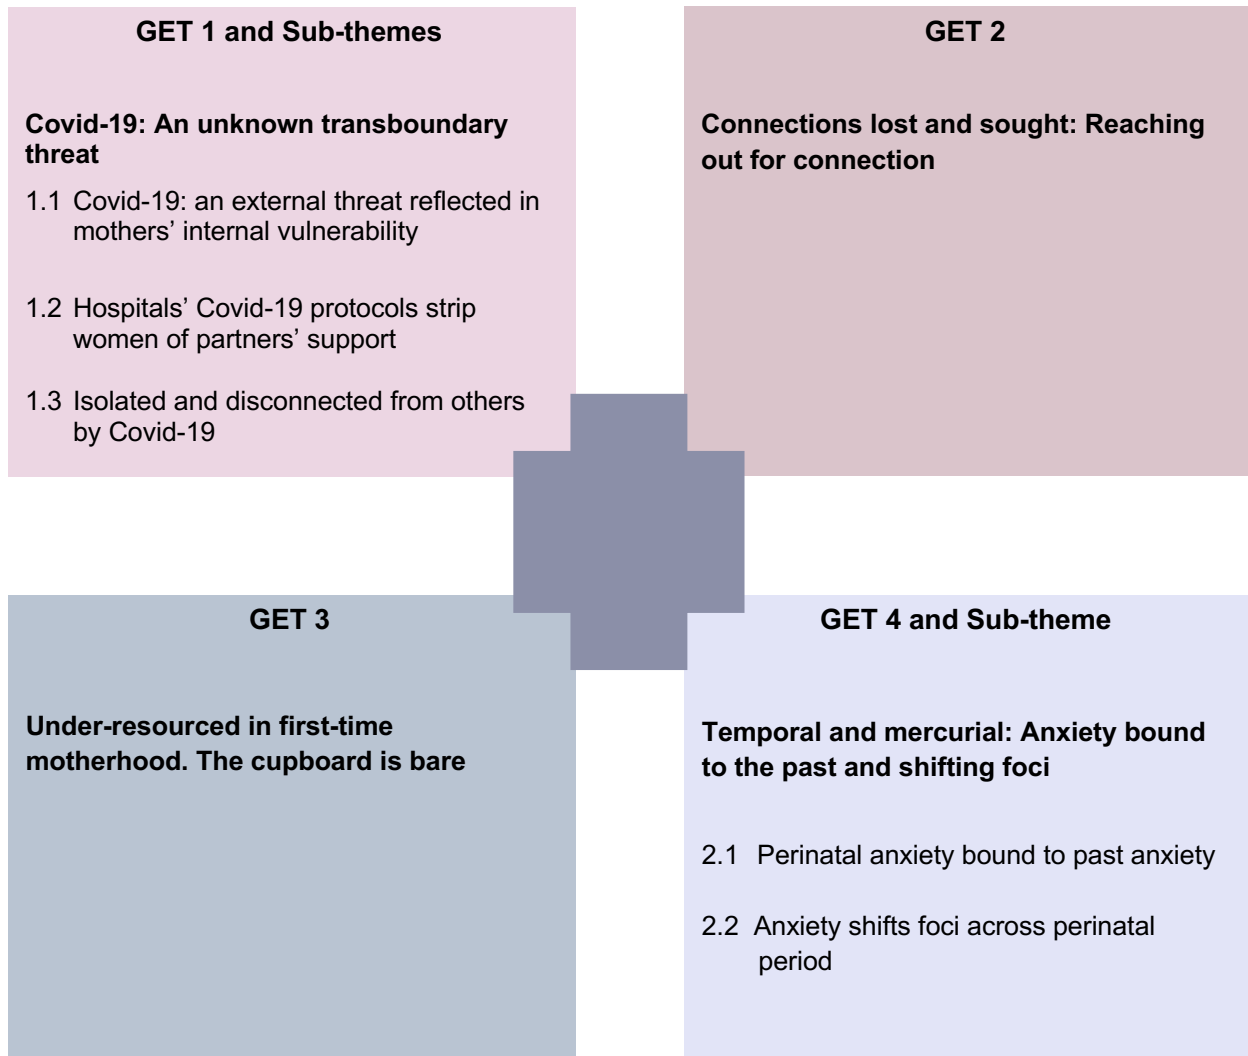 GET 1 and Sub-themes
Covid-19: An unknown transboundary
threat
1.1 Covid-19: an external threat reflected in
mothers’ internal vulnerability
1.2 Hospitals’ Covid-19 protocols strip
women of partners’ support
1.3 Isolated and disconnected from others
by Covid-19
GET 2
Connections lost and sought: Reaching
out for connection
GET 3
Under-resourced in first-time
motherhood. The cupboard is bare
GET 4 and Sub-theme
Temporal and mercurial: Anxiety bound
to the past and shifting foci
2.1 Perinatal anxiety bound to past anxiety
2.2 Anxiety shifts foci across perinatal
period